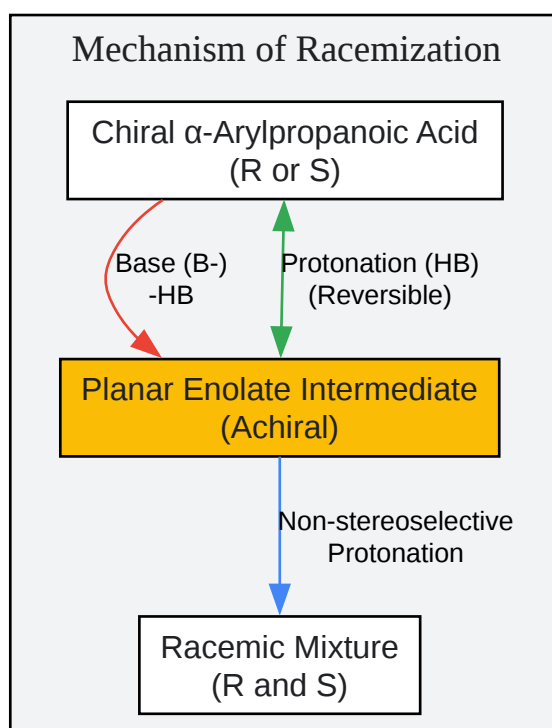 Mechanism of Racemization
Chiral α-Arylpropanoic Acid
(R or S)
Base (B-)
-HB
Protonation (HB)
(Reversible)
Planar Enolate Intermediate
(Achiral)
Non-stereoselective
Protonation
Racemic Mixture
(R and S)